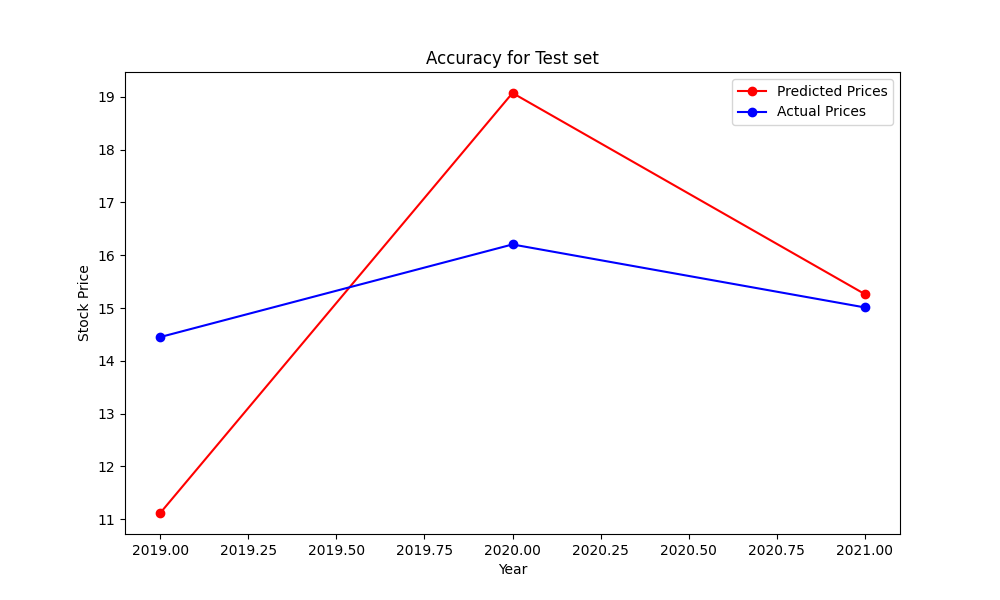 Accuracy for Test set
Predicted Prices
Actual Prices
Stock Price
19
18
17
16
15
14
13
12
11
2019.00 2019.25 2019.50 2019.75 2020.00 2020.25 2020.50 2020.75 2021.00
Year